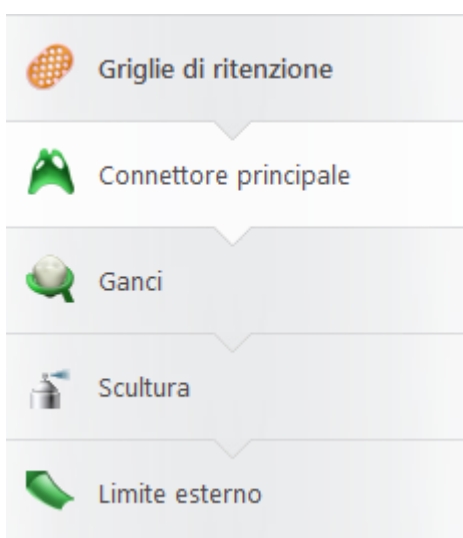 Griglie di ritenzione
Connettore principale
Ganci
Scultura
Limite esterno